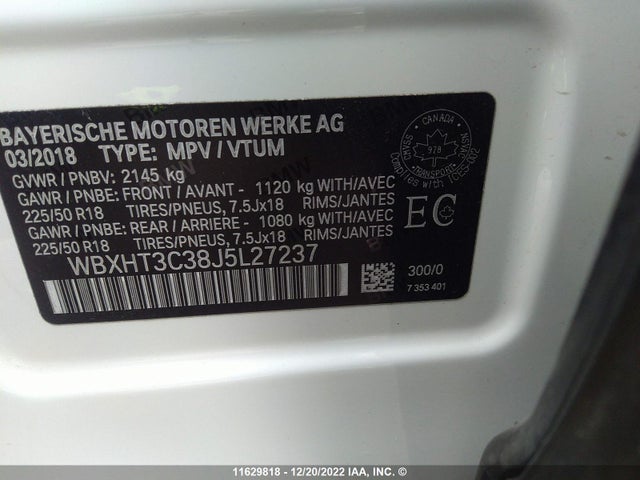 BAYERISCHE MOTOREN WERKE AG
03/2018 TYPE: MPV / VTUM
GVWR / PNBV: 2145 kg
GAWR / PNBE: FRONT / AVANT - 1120 kg WITH/AVEC
225/50 R18 TIRES/PNEUS, 7.5Jx18 RIMS/JANTES
GAWR / PNBE: REAR / ARRIERE - 1080 kg WITH/AVEC
225/50 R18 TIRES/PNEUS, 7.5Jx18 RIMS/JANTES
WBXHT3C38J5L27237
CANADA
978
TRANSPORT
EC
300/0
7 353 401
11629818 - 12/20/2022 IAA, INC. ©